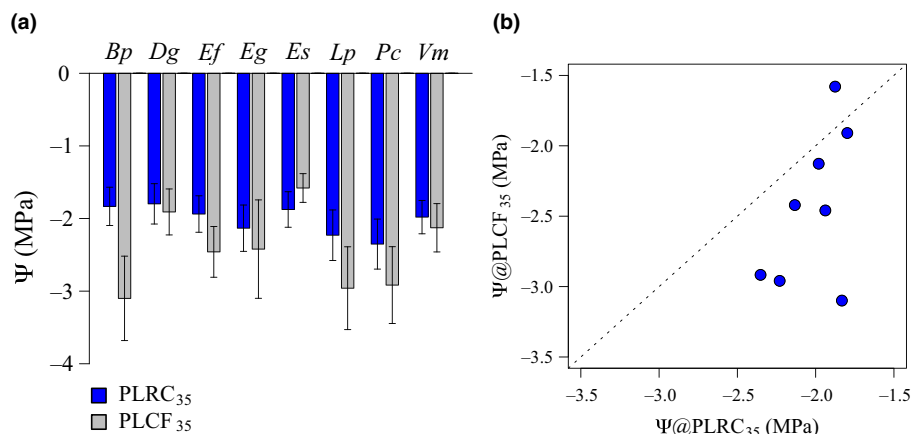 (a)
Bp Dg Ef Eg Es Lp Pc Vm
0
−1
−2
−3
−4
Ψ (MPa)
PLRC35
PLCF35
(b)
−1.5
−2.0
−2.5
−3.0
−3.5
Ψ@PLCF35 (MPa)
−3.5 −3.0 −2.5 −2.0 −1.5
Ψ@PLRC35 (MPa)